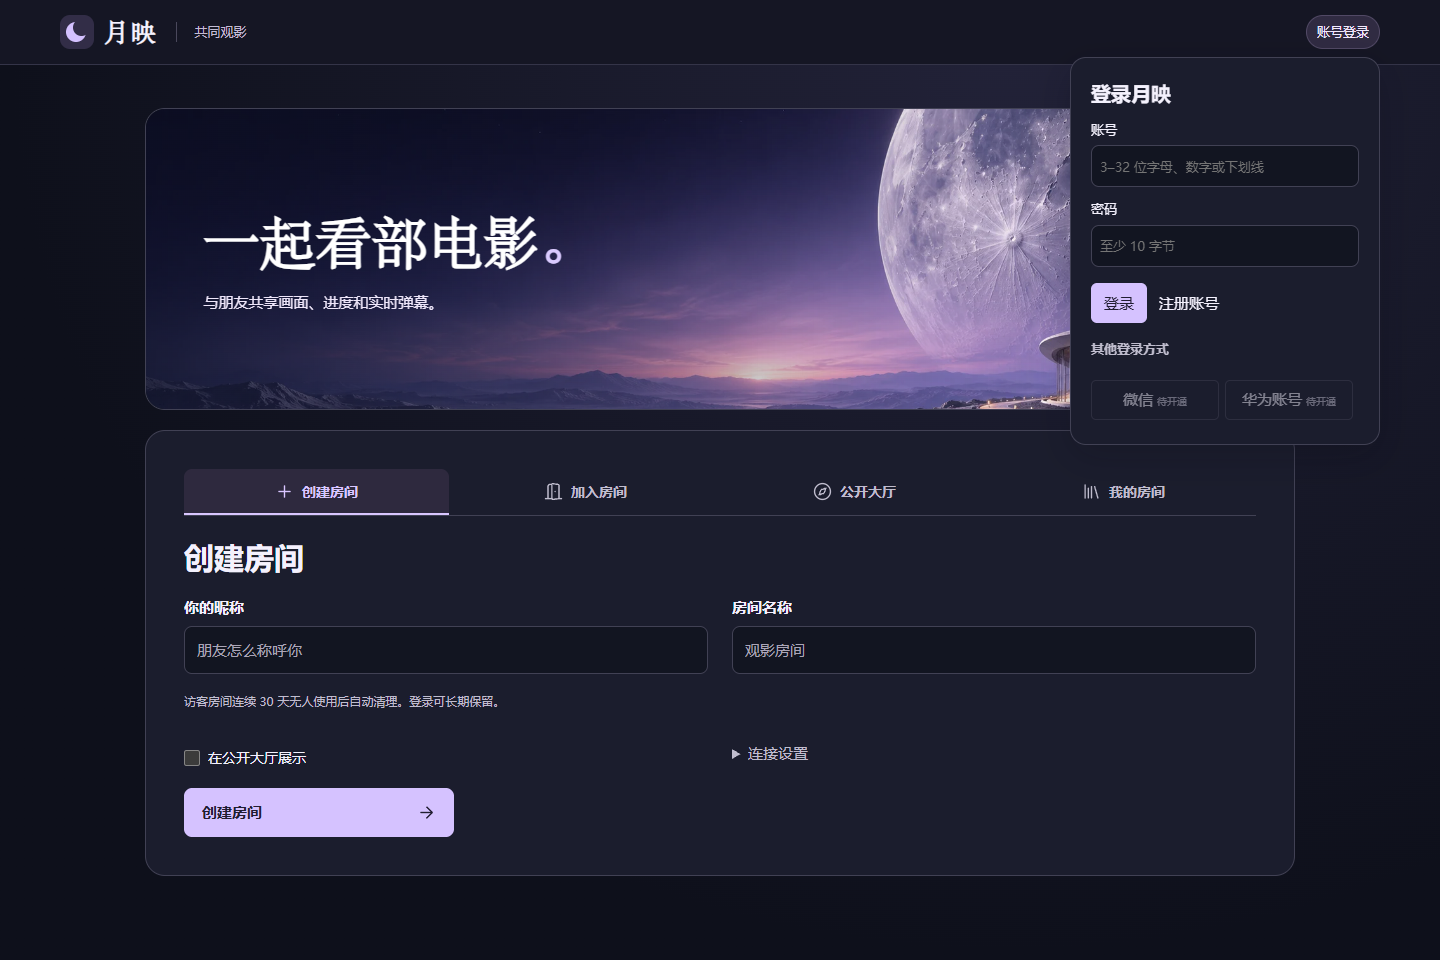 月映
共同观影
账号登录
登录月映
账号
3–32 位字母、数字或下划线
密码
至少 10 字节
登录
注册账号
其他登录方式
微信 待开通
华为账号 待开通
一起看部电影。
与朋友共享画面、进度和实时弹幕。
创建房间
加入房间
公开大厅
我的房间
创建房间
你的昵称
房间名称
朋友怎么称呼你
观影房间
访客房间连续 30 天无人使用后自动清理。登录可长期保留。
在公开大厅展示
连接设置
创建房间